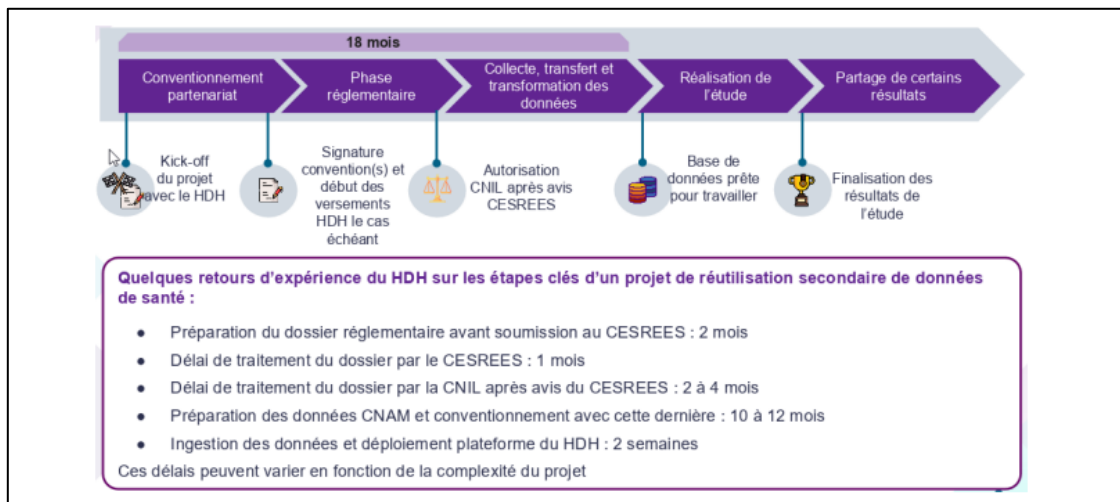 18 mois
Conventionnement
partenariat
Phase
réglementaire
Collecte, transfert et
transformation des
données
Réalisation de
l'étude
Partage de certains
résultats
Kick-off
du projet
avec le HDH
Signature
convention(s) et
début des
versements
HDH le cas
échéant
Autorisation
CNIL après avis
CESREES
Base de
données prête
pour travailler
Finalisation des
résultats de
l'étude
Quelques retours d'expérience du HDH sur les étapes clés d'un projet de réutilisation secondaire de données
de santé :
● Préparation du dossier réglementaire avant soumission au CESREES : 2 mois
● Délai de traitement du dossier par le CESREES : 1 mois
● Délai de traitement du dossier par la CNIL après avis du CESREES : 2 à 4 mois
● Préparation des données CNAM et conventionnement avec cette dernière : 10 à 12 mois
● Ingestion des données et déploiement plateforme du HDH : 2 semaines
Ces délais peuvent varier en fonction de la complexité du projet